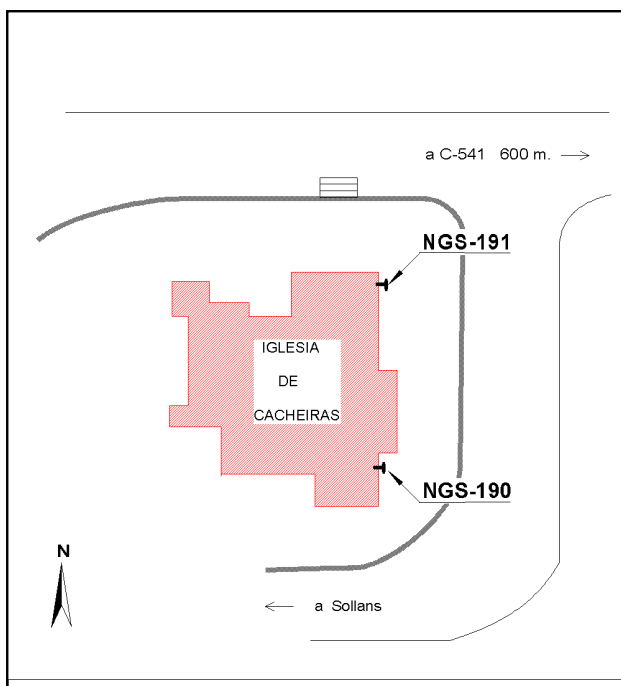 a C-541 600 m.
NGS-191
IGLESIA
DE
CACHEIRAS
NGS-190
N
a Sollans